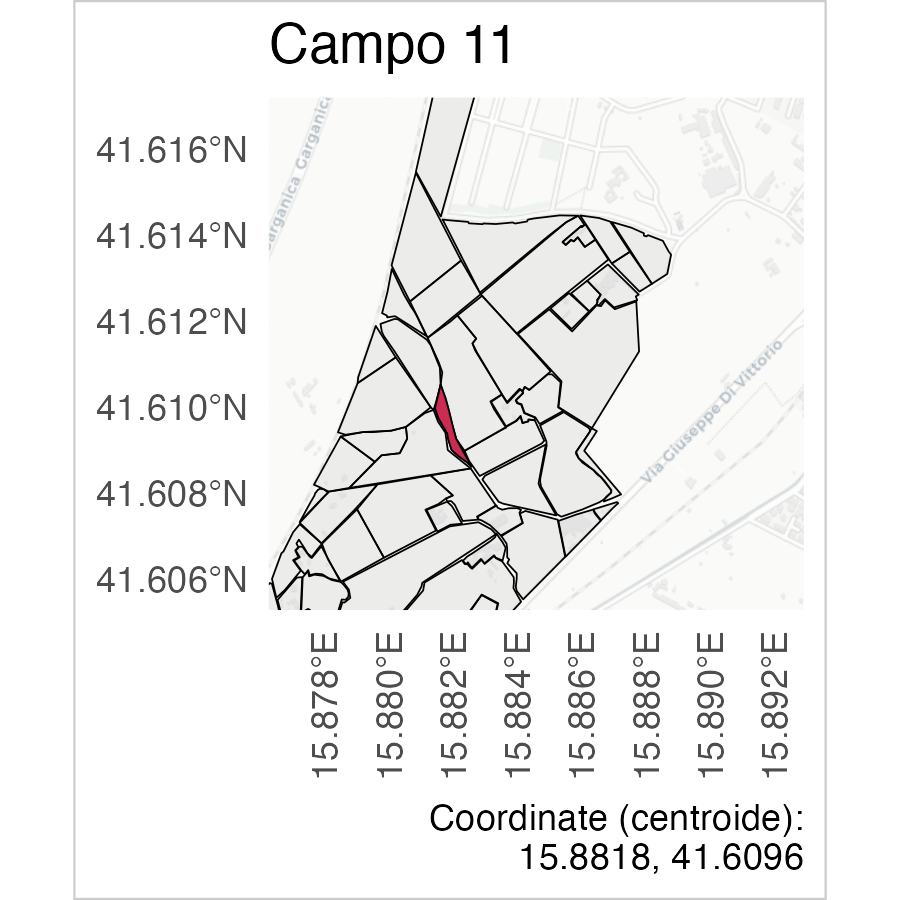 Campo 11
41.616°N
41.614°N
41.612°N
41.610°N
41.608°N
41.606°N
Garganica Garganica
Via Giuseppe Di Vittorio
15.878°E
15.880°E
15.882°E
15.884°E
15.886°E
15.888°E
15.890°E
15.892°E
Coordinate (centroide):
15.8818, 41.6096